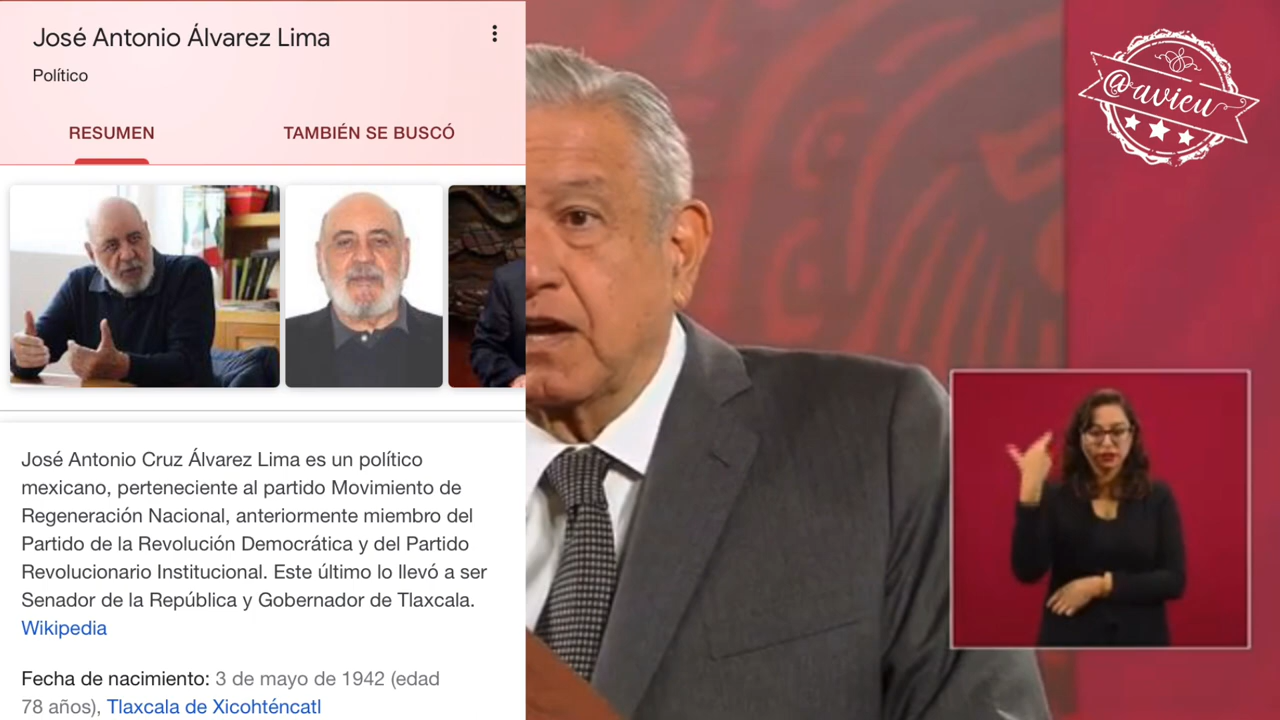 José Antonio Álvarez Lima
Político
RESUMEN
TAMBIÉN SE BUSCÓ
José Antonio Cruz Álvarez Lima es un político
mexicano, perteneciente al partido Movimiento de
Regeneración Nacional, anteriormente miembro del
Partido de la Revolución Democrática y del Partido
Revolucionario Institucional. Este último lo llevó a ser
Senador de la República y Gobernador de Tlaxcala.
Wikipedia
Fecha de nacimiento: 3 de mayo de 1942 (edad
78 años), Tlaxcala de Xicohténcatl
@avieu